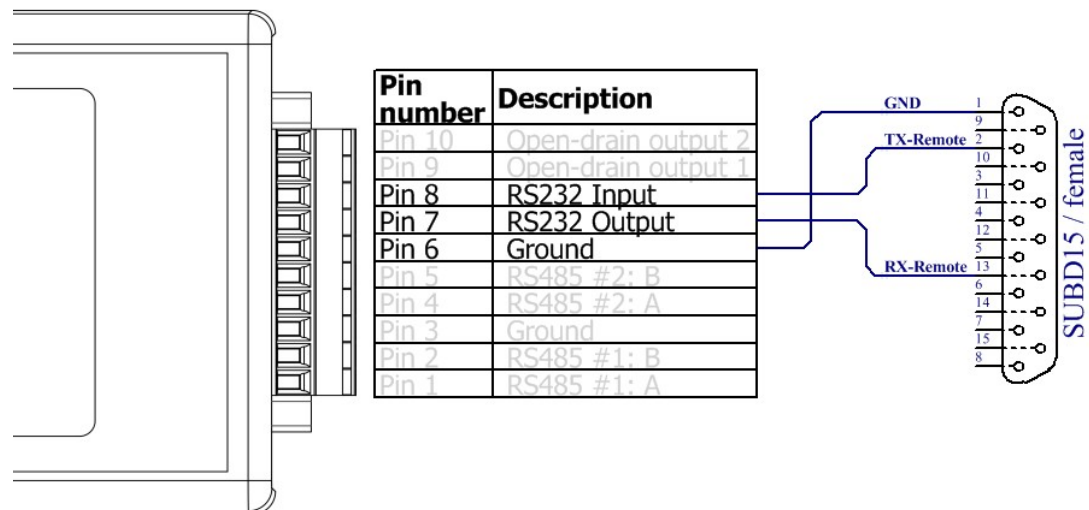 Pin number Description
Pin 10 Open-drain output 2
Pin 9 Open-drain output 1
Pin 8 RS232 Input
Pin 7 RS232 Output
Pin 6 Ground
Pin 5 RS485 #2: B
Pin 4 RS485 #2: A
Pin 3 Ground
Pin 2 RS485 #1: B
Pin 1 RS485 #1: A
GND
TX-Remote
RX-Remote
1
9
2
10
3
11
4
12
5
13
6
14
7
15
8
SUBD15 / female